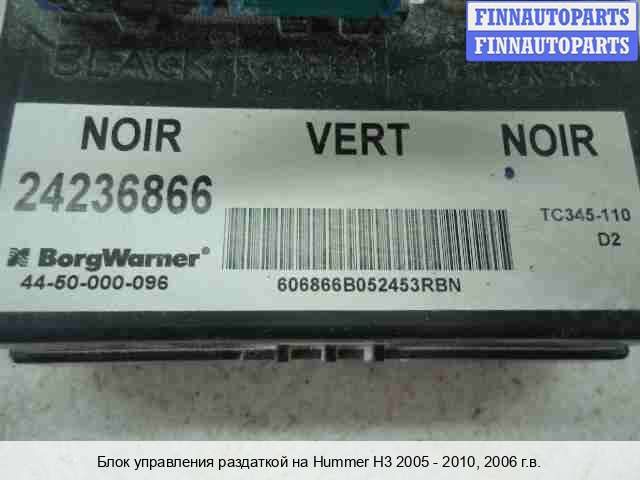 FINNAUTOPARTS
FINNAUTOPARTS
BLACK
NOIR VERT NOIR
24236866
TC345-110
D2
BorgWarner®
44-50-000-096
606866B052453RBN
Блок управления раздаткой на Hummer H3 2005 - 2010, 2006 г.в.